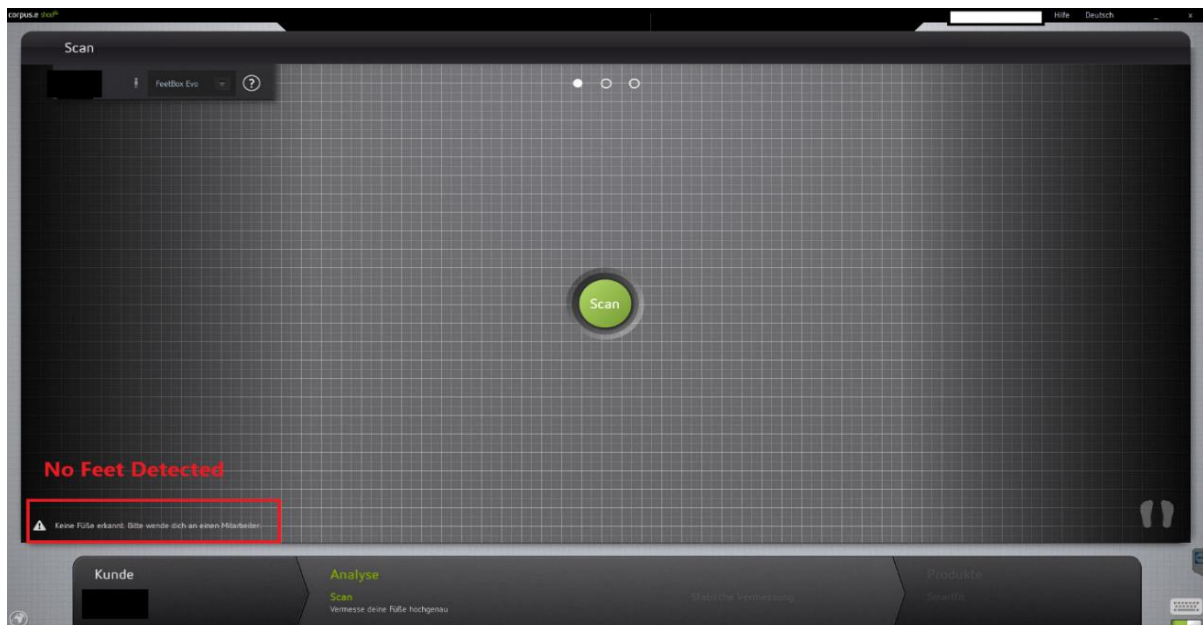 corpus.e shop
Hilfe Deutsch
Scan
FeetBox Evo
?
Scan
No Feet Detected
Keine Füße erkannt. Bitte wende dich an einen Mitarbeiter.
Kunde
Analyse
Produkte
Scan
Statische Vermessung
Smartfit
Vermesse deine Füße hochgenau